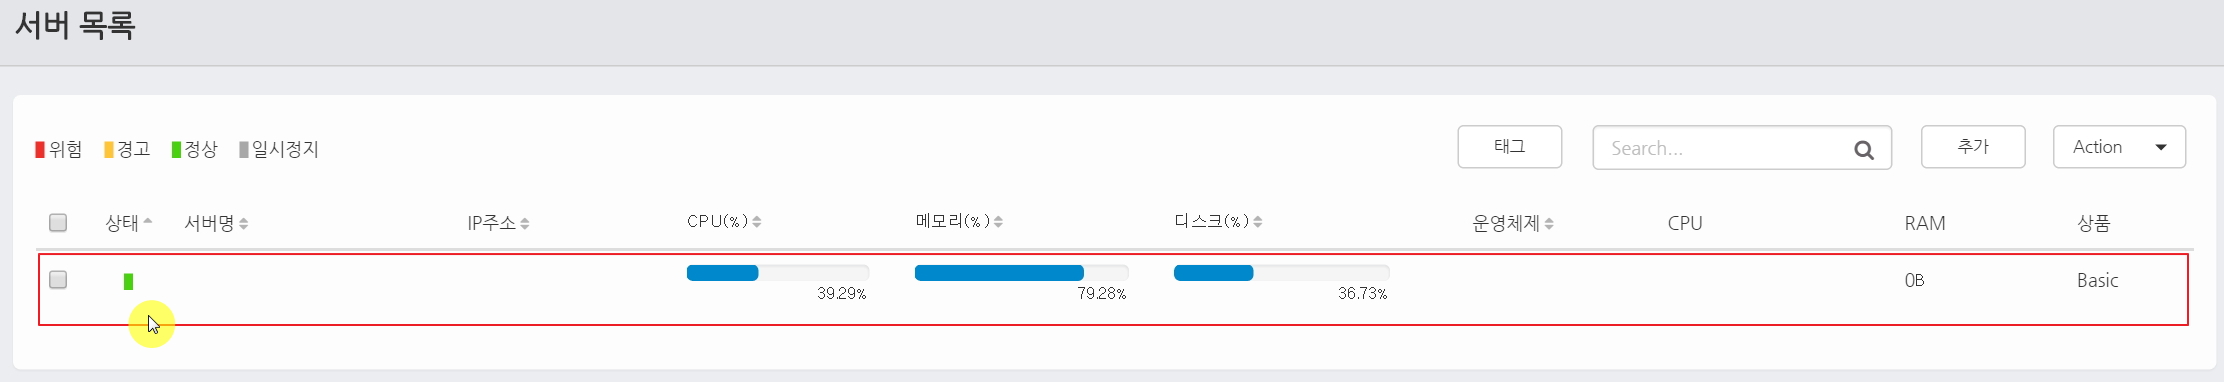 서버 목록
위험 경고 정상 일시정지 태그 Search... 추가 Action
상태 서버명 IP주소 CPU(%) 메모리(%) 디스크(%) 운영체제 CPU RAM 상품
39.29% 79.28% 36.73% 0B Basic